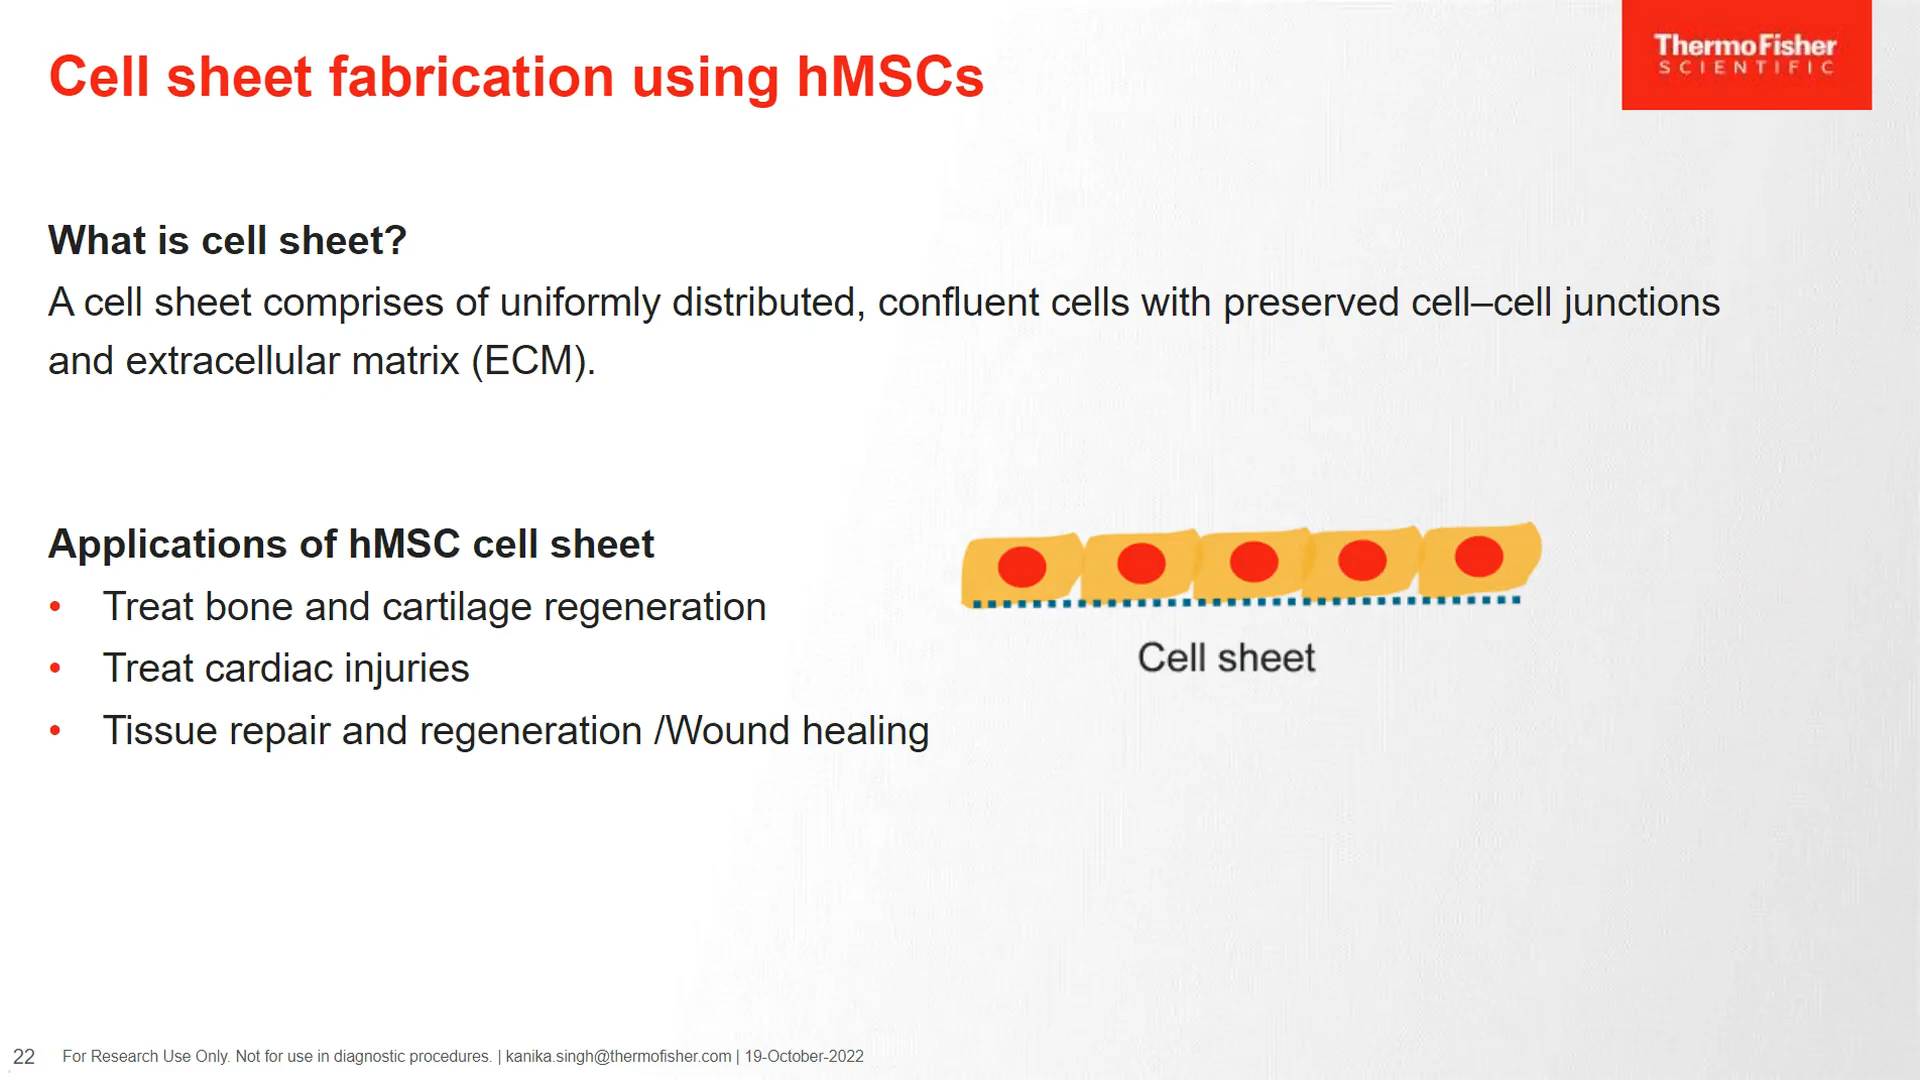 Cell sheet fabrication using hMSCs
ThermoFisher
SCIENTIFIC
What is cell sheet?
A cell sheet comprises of uniformly distributed, confluent cells with preserved cell–cell junctions
and extracellular matrix (ECM).
Applications of hMSC cell sheet
• Treat bone and cartilage regeneration
• Treat cardiac injuries
• Tissue repair and regeneration /Wound healing
Cell sheet
22 For Research Use Only. Not for use in diagnostic procedures. | kanika.singh@thermofisher.com | 19-October-2022